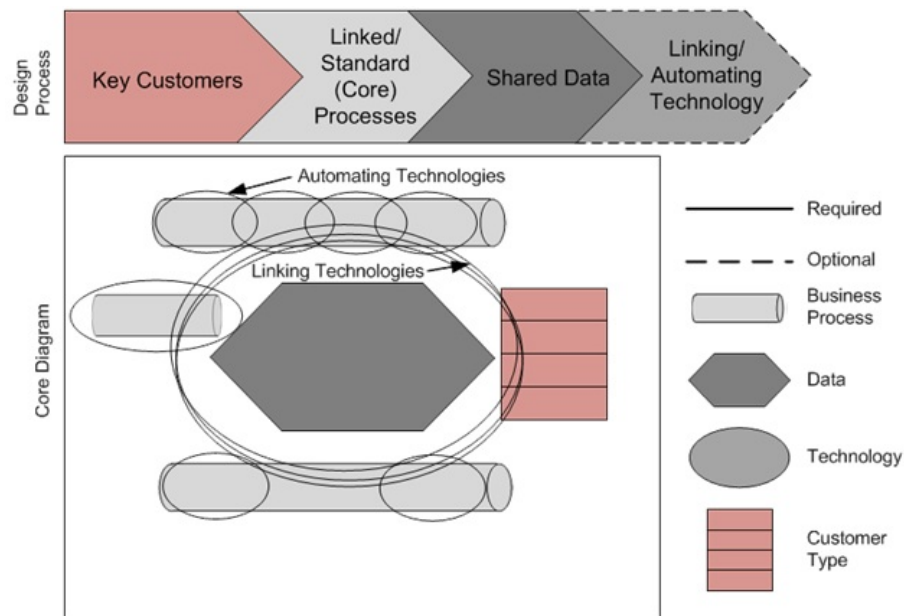 Design
Process
Key Customers
Linked/
Standard
(Core)
Processes
Shared Data
Linking/
Automating
Technology
Core Diagram
Automating Technologies
Linking Technologies
Required
Optional
Business
Process
Data
Technology
Customer
Type